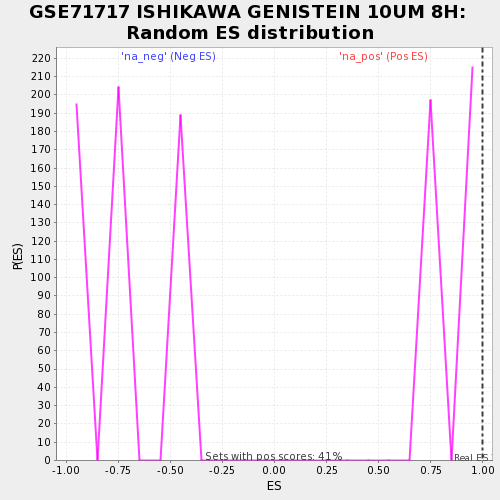 GSE71717 ISHIKAWA GENISTEIN 10UM 8H:
Random ES distribution
'na_neg' (Neg ES)
'na_pos' (Pos ES)
220
210
200
190
180
170
160
150
140
130
120
110
100
90
80
70
60
50
40
30
20
10
0
P(ES)
Sets with pos scores: 41%
Real ES
-1.00 -0.75 -0.50 -0.25 0.00 0.25 0.50 0.75 1.00
ES